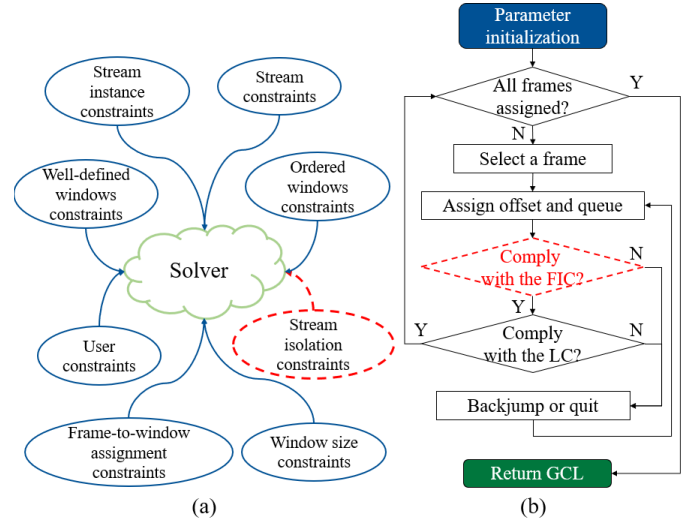 Stream
instance
constraints
Stream
constraints
Well-defined
windows
constraints
Ordered
windows
constraints
Solver
Stream
isolation
constraints
User
constraints
Frame-to-window
assignment
constraints
Window size
constraints
(a)
Parameter
initialization
All frames
assigned?
Y
N
Select a frame
Assign offset and queue
Comply
with the FIC?
N
Y
Y
Comply
with the LC?
N
Backjump or quit
Return GCL
(b)